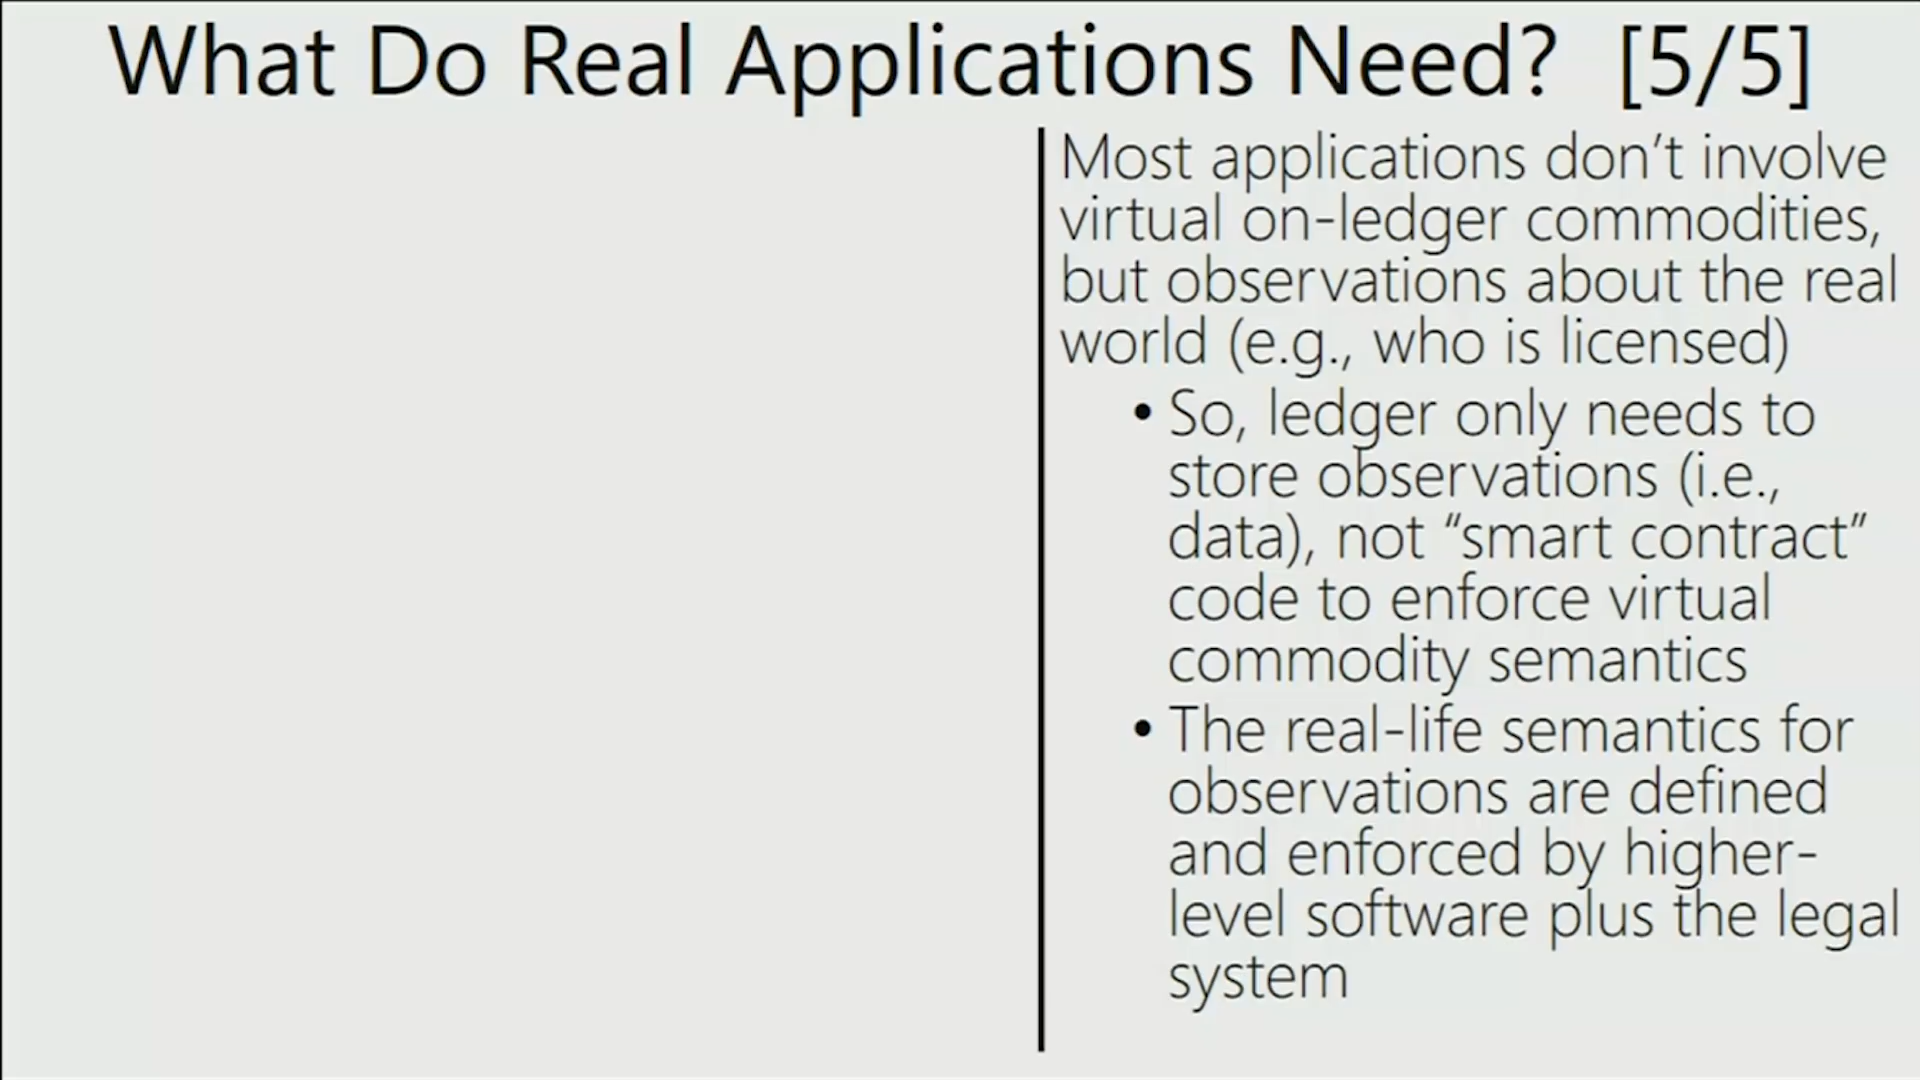 What Do Real Applications Need? [5/5]
Most applications don’t involve
virtual on-ledger commodities,
but observations about the real
world (e.g., who is licensed)
• So, ledger only needs to
store observations (i.e.,
data), not “smart contract”
code to enforce virtual
commodity semantics
• The real-life semantics for
observations are defined
and enforced by higher-
level software plus the legal
system